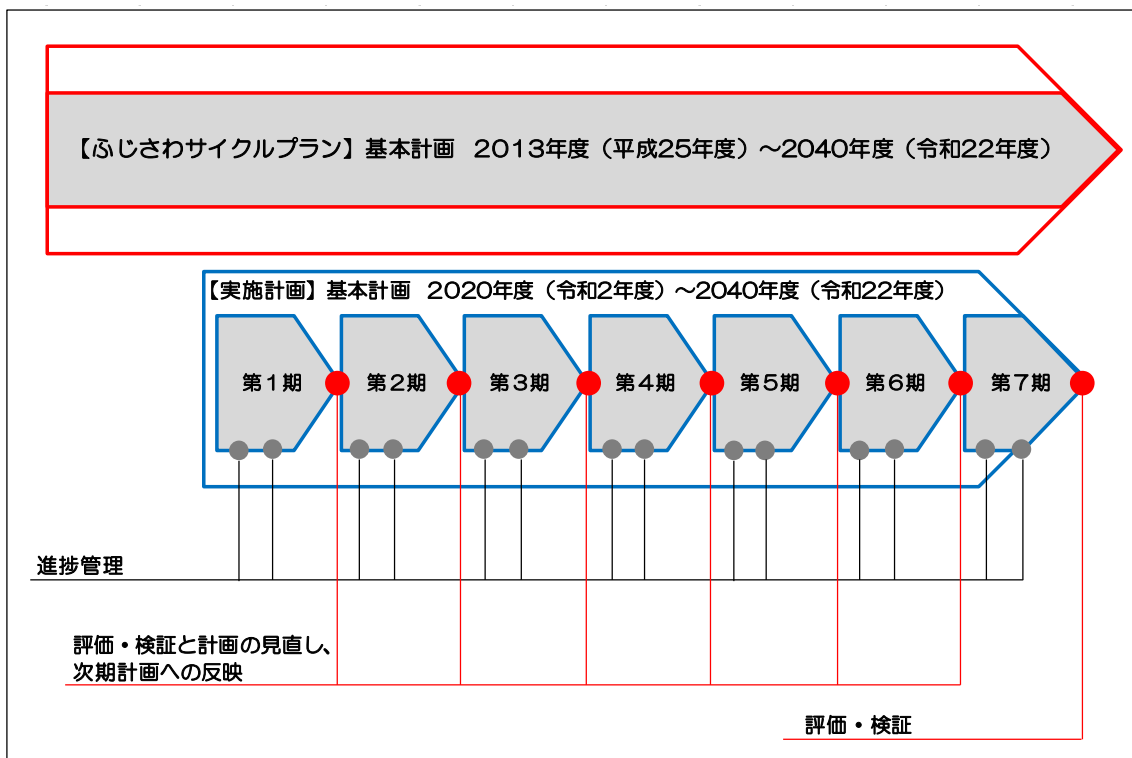 【ふじさわサイクルプラン】基本計画　2013年度（平成25年度）～2040年度（令和22年度）
【実施計画】基本計画　2020年度（令和2年度）～2040年度（令和22年度）
第１期
第２期
第３期
第４期
第５期
第６期
第７期
進捗管理
評価・検証と計画の見直し、
次期計画への反映
評価・検証